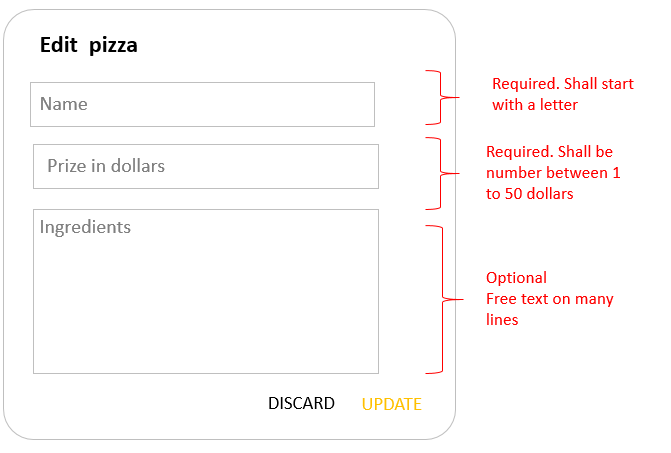 Edit pizza
Name
Prize in dollars
Ingredients
DISCARD UPDATE
Required. Shall start
with a letter
Required. Shall be
number between 1
to 50 dollars
Optional
Free text on many
lines